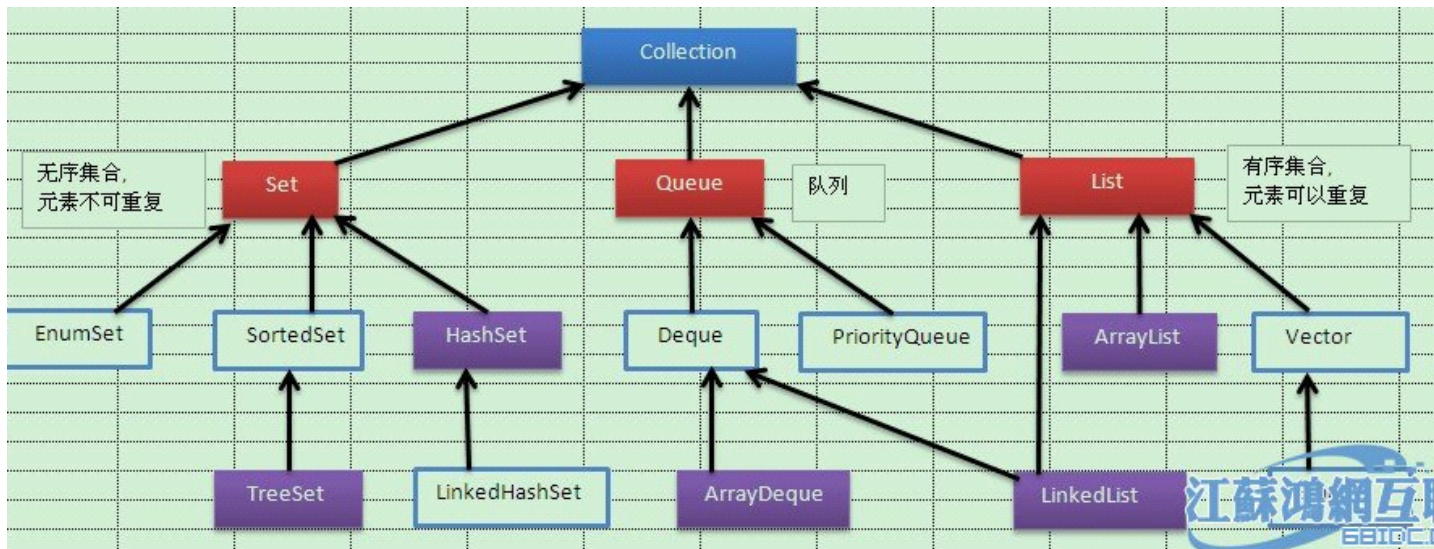 Collection
无序集合,
元素不可重复
Set
Queue
队列
List
有序集合,
元素可以重复
EnumSet
SortedSet
HashSet
Deque
PriorityQueue
ArrayList
Vector
TreeSet
LinkedHashSet
ArrayDeque
LinkedList
江蘇鴻網互联
68IDC.C